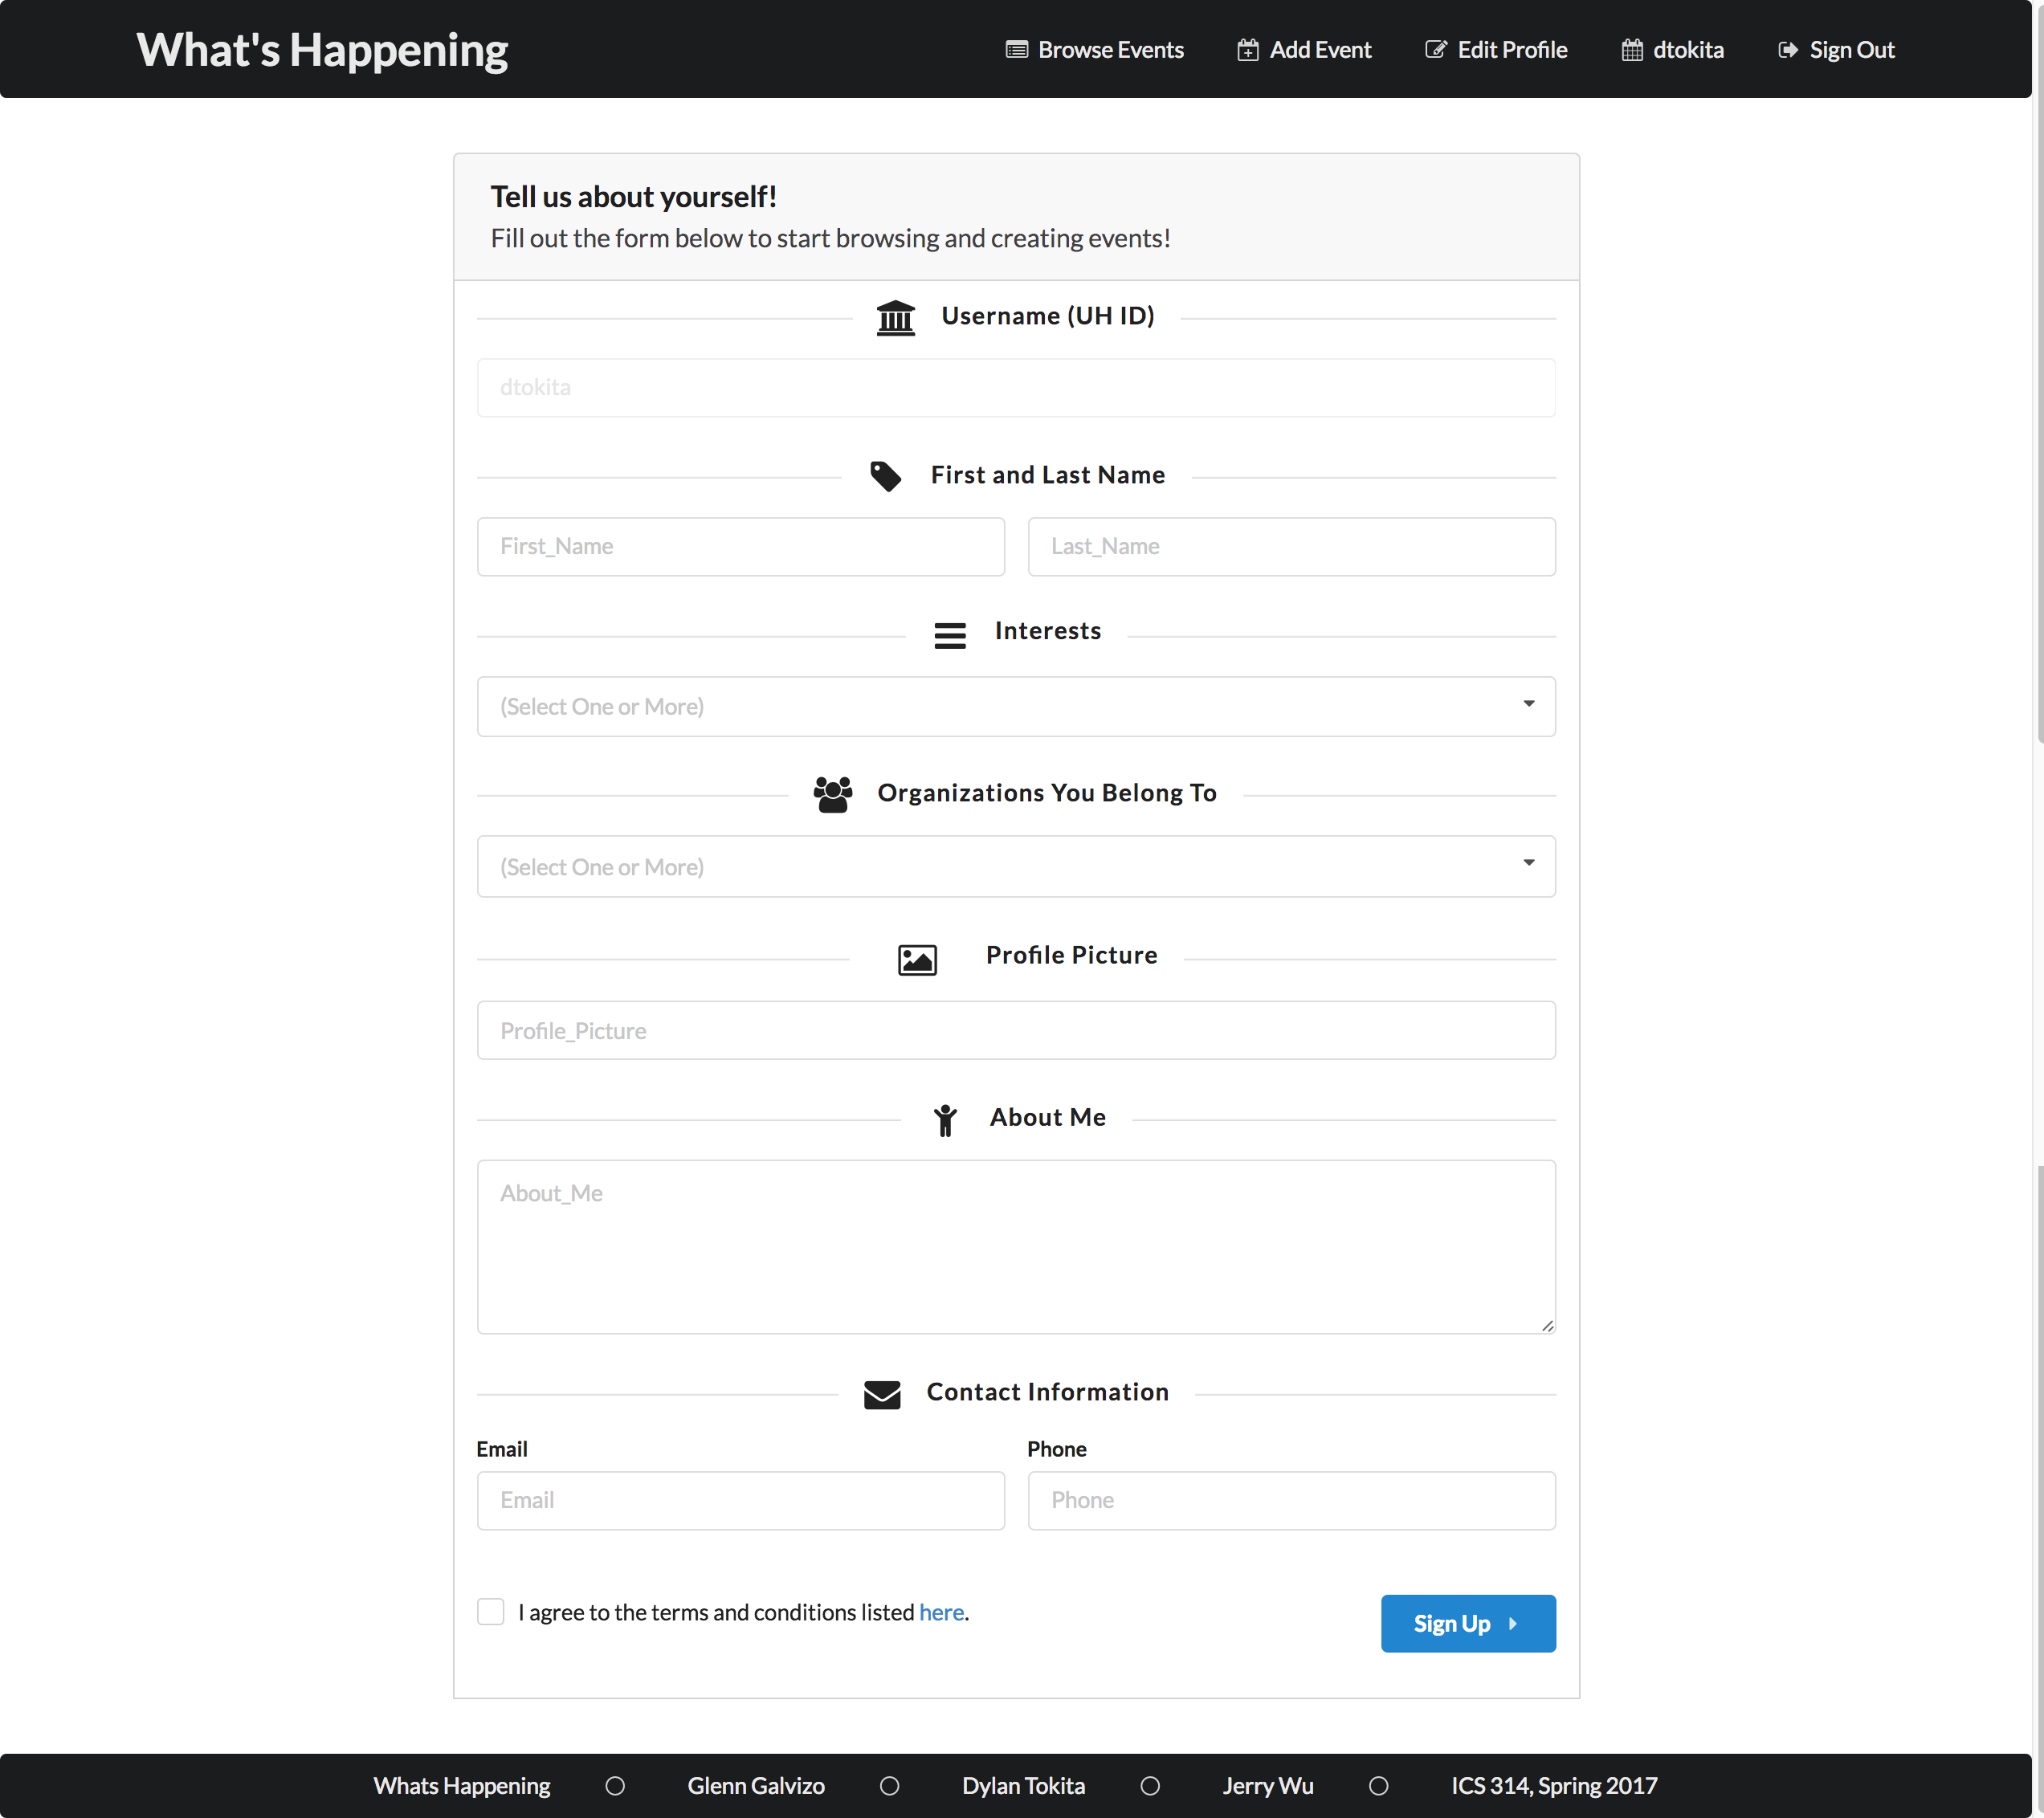 What's Happening
Browse Events Add Event Edit Profile dtokita Sign Out
Tell us about yourself!
Fill out the form below to start browsing and creating events!
Username (UH ID)
dtokita
First and Last Name
First_Name Last_Name
Interests
(Select One or More)
Organizations You Belong To
(Select One or More)
Profile Picture
Profile_Picture
About Me
About_Me
Contact Information
Email Phone
Email Phone
I agree to the terms and conditions listed here.
Sign Up
Whats Happening Glenn Galvizo Dylan Tokita Jerry Wu ICS 314, Spring 2017